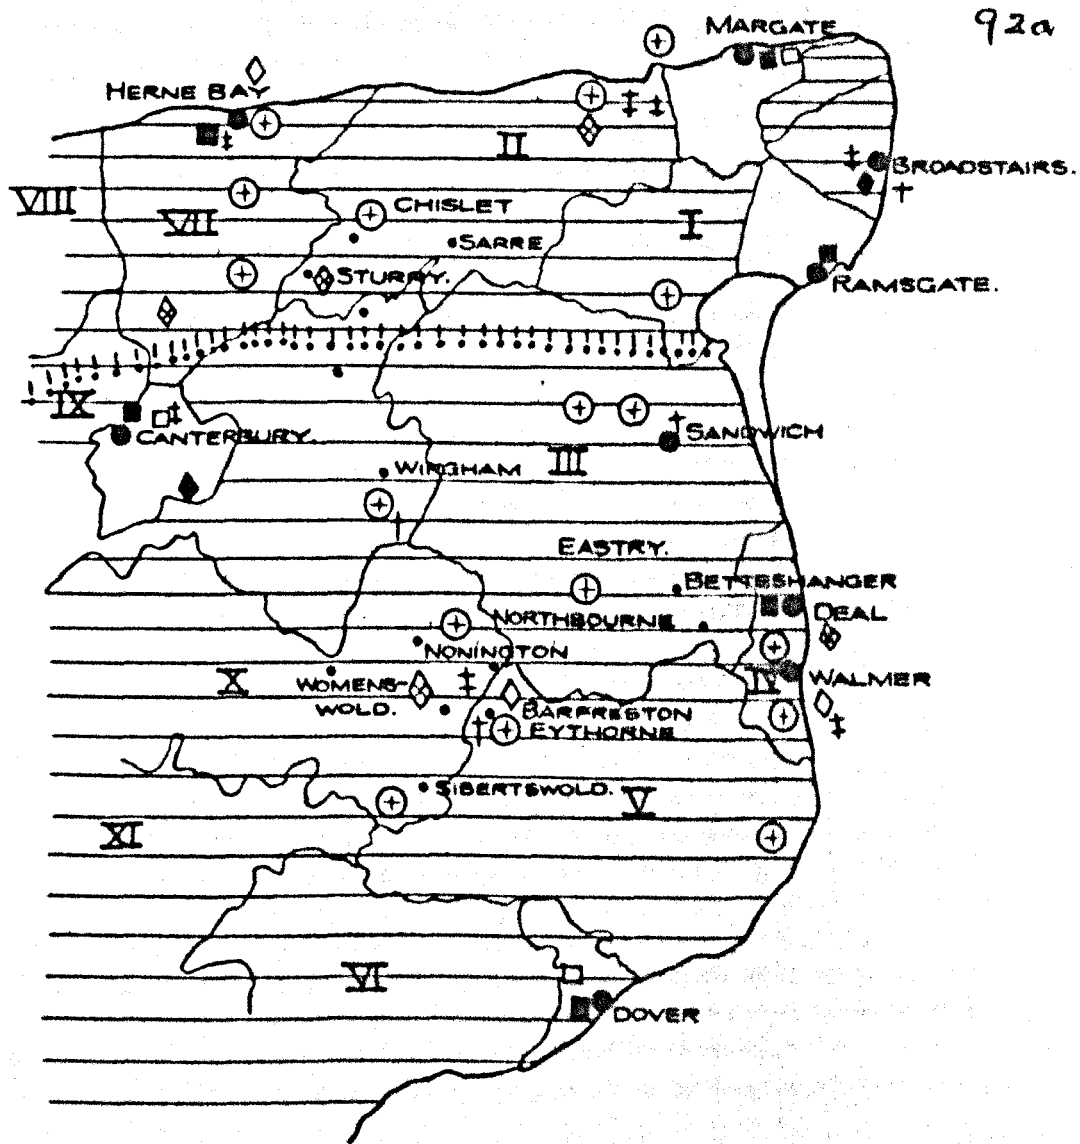 92a
MARGATE
HERNE BAY
II
BROADSTAIRS.
VIII
VII
CHISLET
I
SARRE
STURRY.
RAMSGATE.
IX
CANTERBURY.
SANDWICH
WINGHAM
III
EASTRY.
BETTESHANGER
DEAL
NORTHBOURNE
NONINGTON
X
WOMENS-
WOLD.
IV
WALMER
BARFRESTON
EYTHORNE
SIBERTSWOLD.
V
XI
VI
DOVER